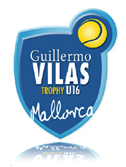 Guillermo
VILAS
TROPHY U16
Mallorca